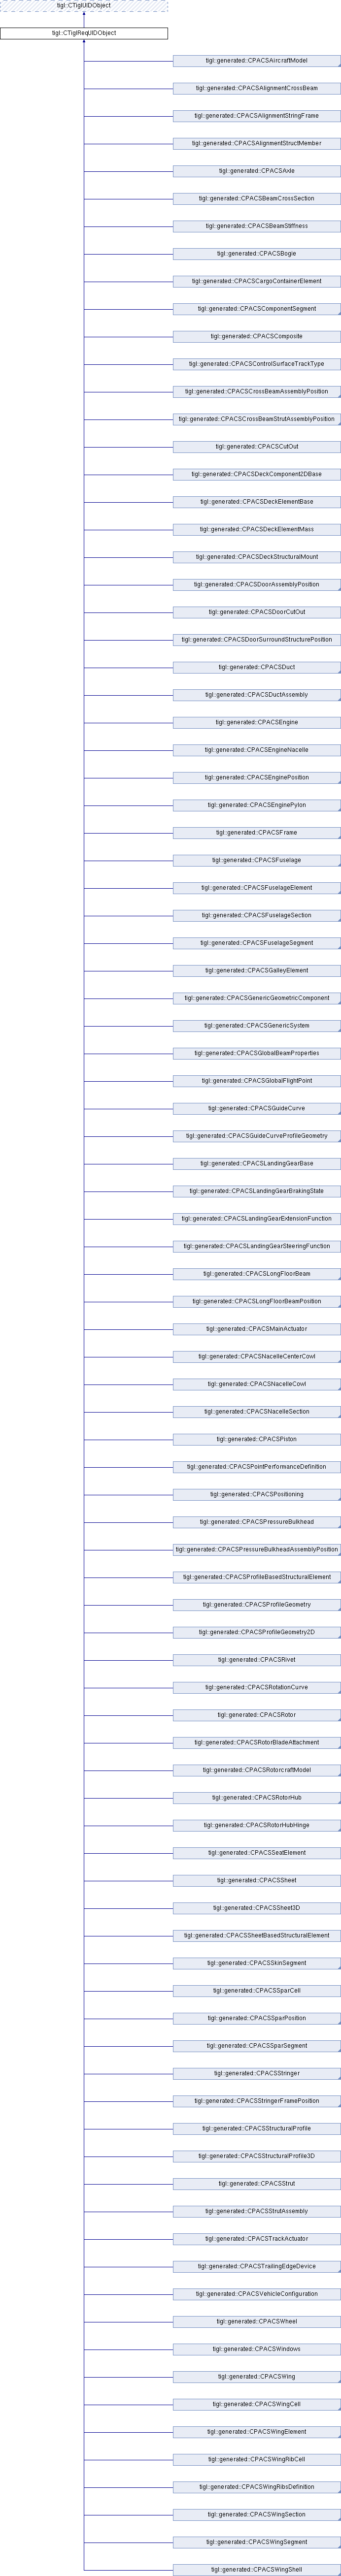 tigl::CTiglUIDObject
tigl::CTiglReqUIDObject
tigl::generated::CPACSAircraftModel
tigl::generated::CPACSAlignmentCrossBeam
tigl::generated::CPACSAlignmentStringFrame
tigl::generated::CPACSAlignmentStructMember
tigl::generated::CPACSAxle
tigl::generated::CPACSBeamCrossSection
tigl::generated::CPACSBeamStiffness
tigl::generated::CPACSBogie
tigl::generated::CPACSCargoContainerElement
tigl::generated::CPACSComponentSegment
tigl::generated::CPACSComposite
tigl::generated::CPACSControlSurfaceTrackType
tigl::generated::CPACSCrossBeamAssemblyPosition
tigl::generated::CPACSCrossBeamStrutAssemblyPosition
tigl::generated::CPACSCutOut
tigl::generated::CPACSDeckComponent2DBase
tigl::generated::CPACSDeckElementBase
tigl::generated::CPACSDeckElementMass
tigl::generated::CPACSDeckStructuralMount
tigl::generated::CPACSDoorAssemblyPosition
tigl::generated::CPACSDoorCutOut
tigl::generated::CPACSDoorSurroundStructurePosition
tigl::generated::CPACSDuct
tigl::generated::CPACSDuctAssembly
tigl::generated::CPACSEngine
tigl::generated::CPACSEngineNacelle
tigl::generated::CPACSEnginePosition
tigl::generated::CPACSEnginePylon
tigl::generated::CPACSFrame
tigl::generated::CPACSFuselage
tigl::generated::CPACSFuselageElement
tigl::generated::CPACSFuselageSection
tigl::generated::CPACSFuselageSegment
tigl::generated::CPACSGalleyElement
tigl::generated::CPACSGenericGeometricComponent
tigl::generated::CPACSGenericSystem
tigl::generated::CPACSGlobalBeamProperties
tigl::generated::CPACSGlobalFlightPoint
tigl::generated::CPACSGuideCurve
tigl::generated::CPACSGuideCurveProfileGeometry
tigl::generated::CPACSLandingGearBase
tigl::generated::CPACSLandingGearBrakingState
tigl::generated::CPACSLandingGearExtensionFunction
tigl::generated::CPACSLandingGearSteeringFunction
tigl::generated::CPACSLongFloorBeam
tigl::generated::CPACSLongFloorBeamPosition
tigl::generated::CPACSMainActuator
tigl::generated::CPACSNacelleCenterCowl
tigl::generated::CPACSNacelleCowl
tigl::generated::CPACSNacelleSection
tigl::generated::CPACSPiston
tigl::generated::CPACSPointPerformanceDefinition
tigl::generated::CPACSPositioning
tigl::generated::CPACSPressureBulkhead
tigl::generated::CPACSPressureBulkheadAssemblyPosition
tigl::generated::CPACSProfileBasedStructuralElement
tigl::generated::CPACSProfileGeometry
tigl::generated::CPACSProfileGeometry2D
tigl::generated::CPACSRivet
tigl::generated::CPACSRotationCurve
tigl::generated::CPACSRotor
tigl::generated::CPACSRotorBladeAttachment
tigl::generated::CPACSRotorcraftModel
tigl::generated::CPACSRotorHub
tigl::generated::CPACSRotorHubHinge
tigl::generated::CPACSSeatElement
tigl::generated::CPACSSheet
tigl::generated::CPACSSheet3D
tigl::generated::CPACSSheetBasedStructuralElement
tigl::generated::CPACSSkinSegment
tigl::generated::CPACSSparCell
tigl::generated::CPACSSparPosition
tigl::generated::CPACSSparSegment
tigl::generated::CPACSStringer
tigl::generated::CPACSStringerFramePosition
tigl::generated::CPACSStructuralProfile
tigl::generated::CPACSStructuralProfile3D
tigl::generated::CPACSStrut
tigl::generated::CPACSStrutAssembly
tigl::generated::CPACSTrackActuator
tigl::generated::CPACSTrailingEdgeDevice
tigl::generated::CPACSVehicleConfiguration
tigl::generated::CPACSWheel
tigl::generated::CPACSWindows
tigl::generated::CPACSWing
tigl::generated::CPACSWingCell
tigl::generated::CPACSWingElement
tigl::generated::CPACSWingRibCell
tigl::generated::CPACSWingRibsDefinition
tigl::generated::CPACSWingSection
tigl::generated::CPACSWingSegment
tigl::generated::CPACSWingShell